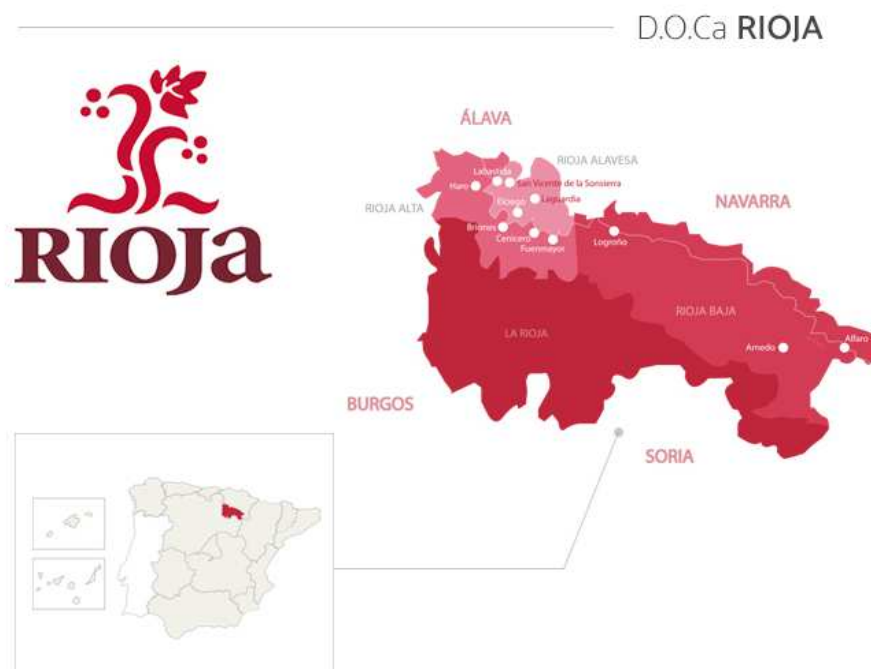 D.O.Ca RIOJA
RIOJa
ÁLAVA
RIOJA ALAVESA
Labastida
Haro
San Vicente de la Sonsierra
Laguardia
RIOJA ALTA
Elciego
NAVARRA
Briones
Cenicero
Fuenmayor
Logroño
RIOJA BAJA
LA RIOJA
Arnedo
Alfaro
BURGOS
SORIA